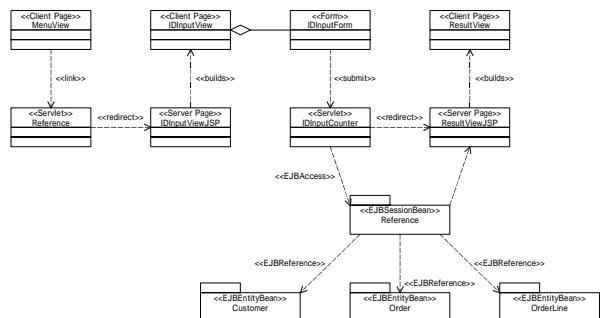 <<Client Page>>
MenuView
<<Client Page>>
IDInputView
<<Form>>
IDInputForm
<<Client Page>>
ResultView
<<link>>
<<builds>>
<<submit>>
<<builds>>
<<Servlet>>
Reference
<<redirect>>
<<Server Page>>
IDInputViewJSP
<<Servlet>>
IDInputCounter
<<redirect>>
<<Server Page>>
ResultViewJSP
<<EJBAccess>>
<<EJBSessionBean>>
Reference
<<EJBReference>>
<<EJBReference>>
<<EJBReference>>
<<EJBEntityBean>>
Customer
<<EJBEntityBean>>
Order
<<EJBEntityBean>>
OrderLine